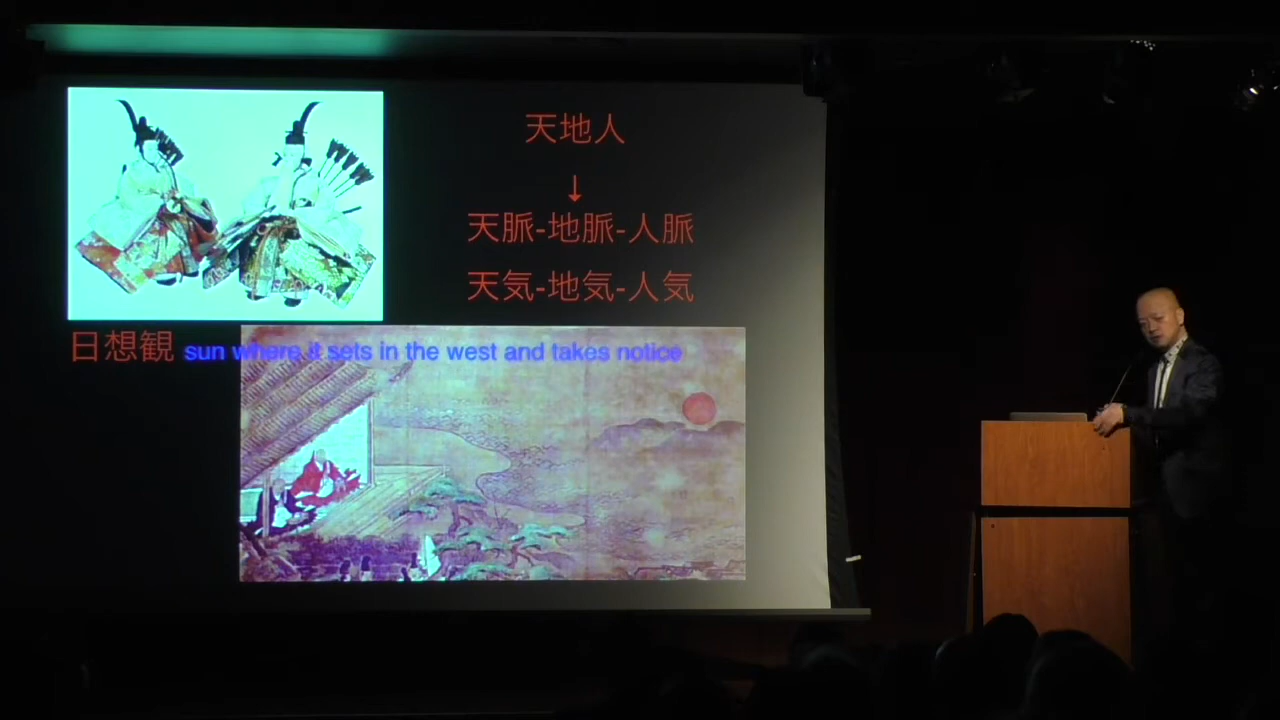 天地人
↓
天脈-地脈-人脈
天気-地気-人気
日想観 sun where it sets in the west and takes notice